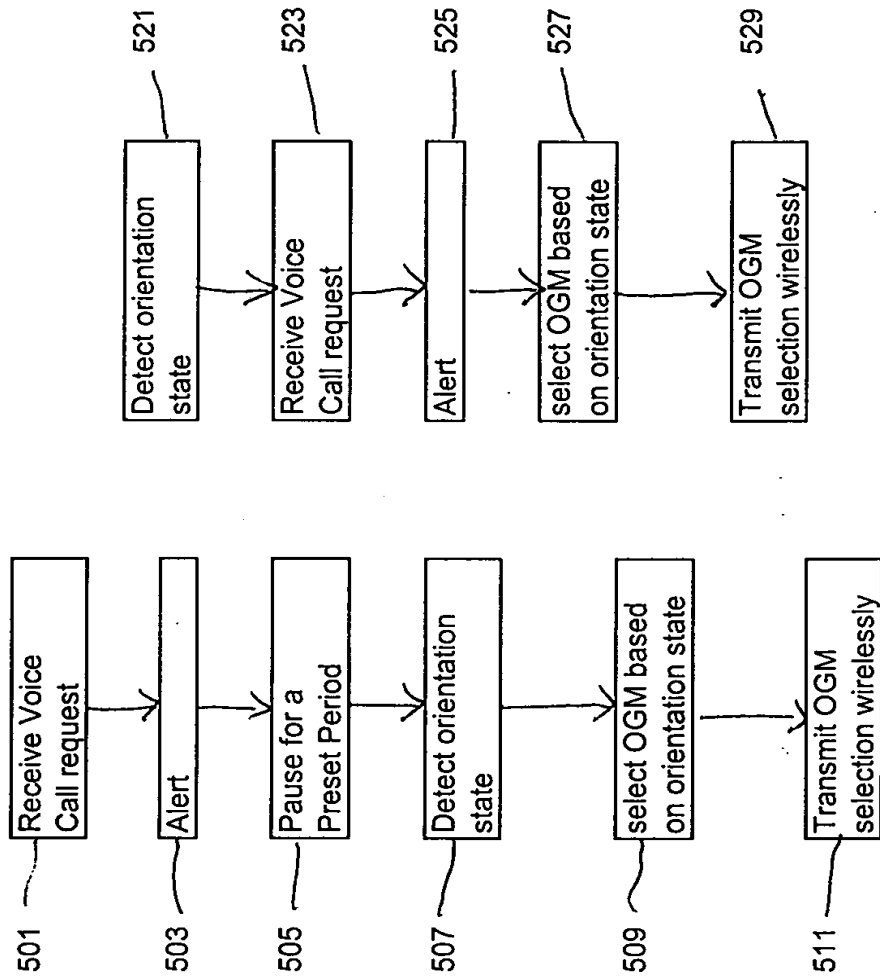 501
Receive Voice
Call request
503
Alert
505
Pause for a
Preset Period
507
Detect orientation
state
509
select OGM based
on orientation state
511
Transmit OGM
selection wirelessly
Detect orientation
state
521
Receive Voice
Call request
523
Alert
525
select OGM based
on orientation state
527
Transmit OGM
selection wirelessly
529